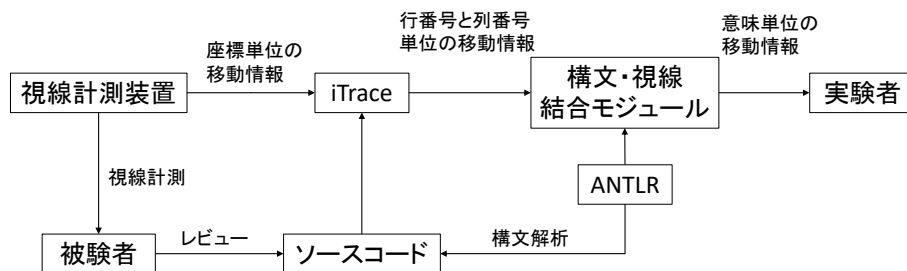 座標単位の
移動情報
行番号と列番号
単位の移動情報
意味単位の
移動情報
視線計測装置
iTrace
構文・視線
結合モジュール
実験者
視線計測
ANTLR
被験者
レビュー
ソースコード
構文解析